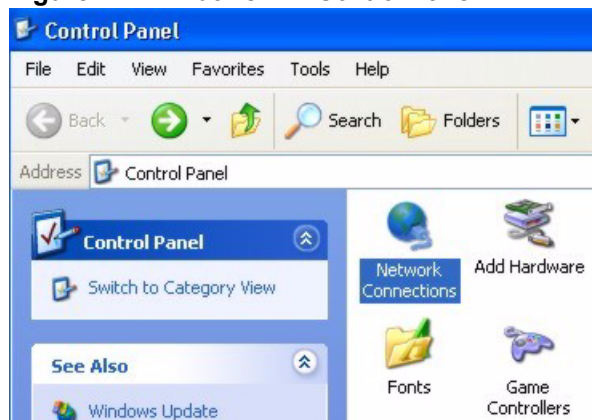 Control Panel
File Edit View Favorites Tools Help
Back Search Folders
Address Control Panel
Control Panel
Switch to Category View
See Also
Windows Update
Network Connections
Add Hardware
Fonts
Game Controllers